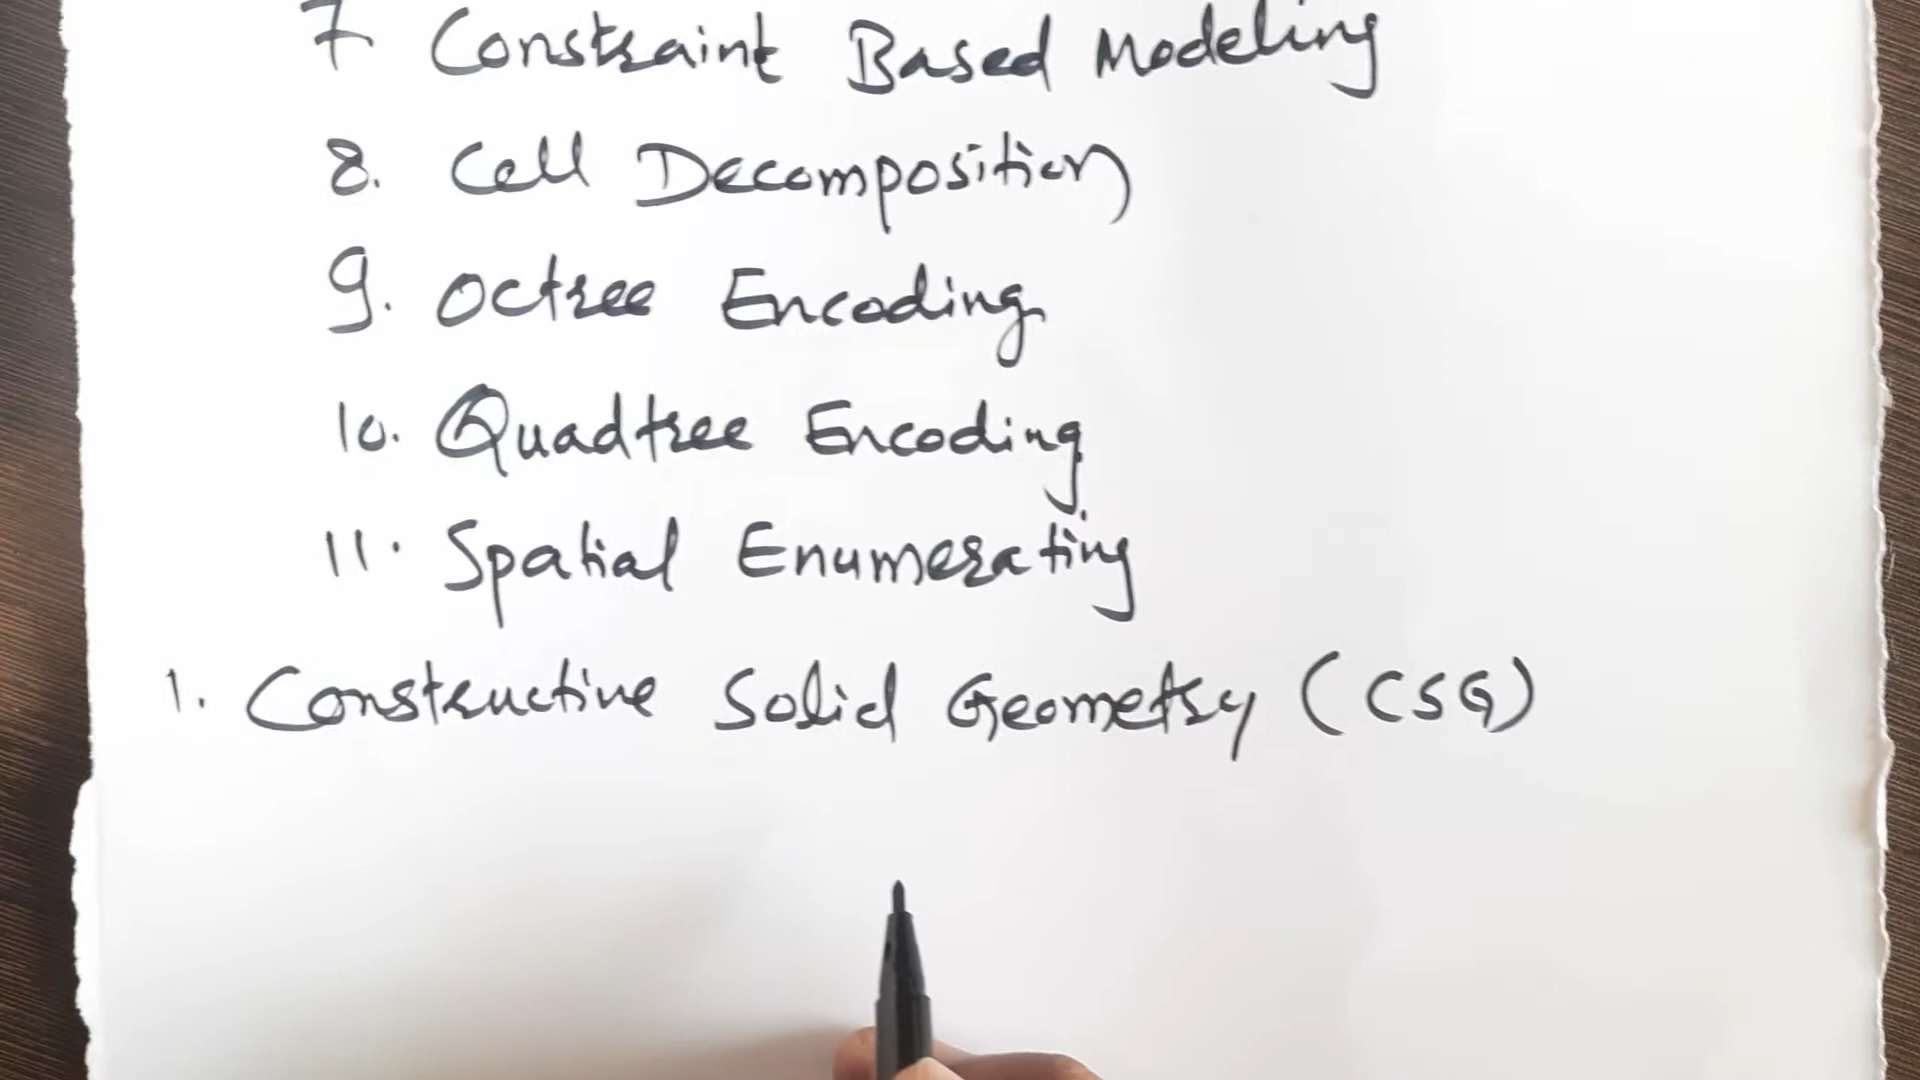 7 Constraint Based Modeling
8. Cell Decomposition
9. Octree Encoding
10. Quadtree Encoding
11. Spatial Enumerating
1. Constructive Solid Geometry (CSG)